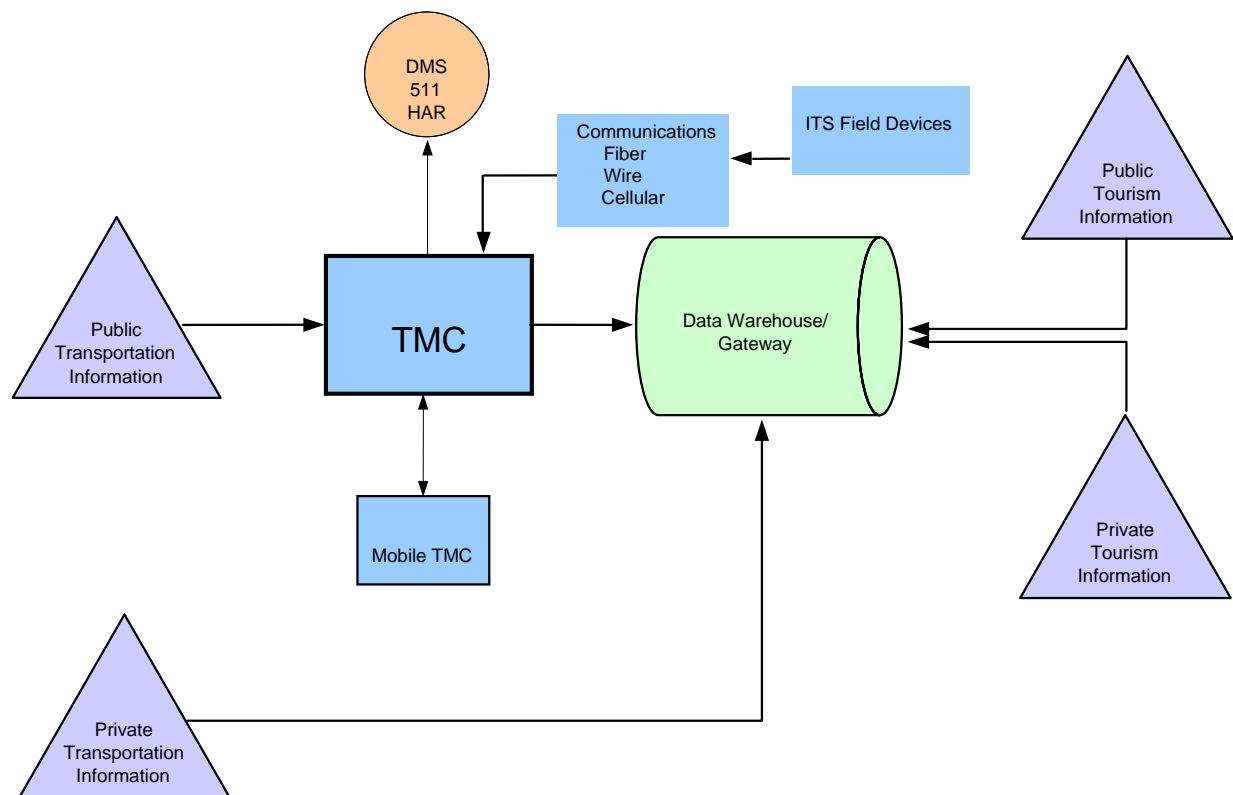 DMS
511
HAR
Communications
Fiber
Wire
Cellular
ITS Field Devices
Public
Tourism
Information
Public
Transportation
Information
TMC
Data Warehouse/
Gateway
Mobile TMC
Private
Tourism
Information
Private
Transportation
Information